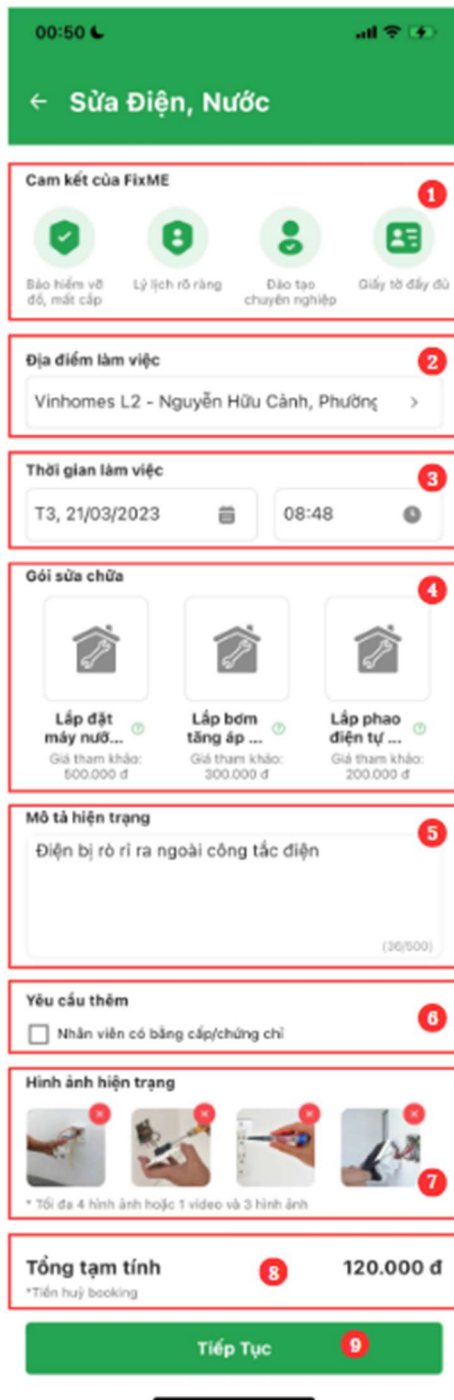 00:50
← Sửa Điện, Nước
Cam kết của FixME
1
Bảo hiểm vỡ đồ, mất cắp
Lý lịch rõ ràng
Đào tạo chuyên nghiệp
Giấy tờ đầy đủ
Địa điểm làm việc
2
Vinhomes L2 - Nguyễn Hữu Cảnh, Phường
Thời gian làm việc
3
T3, 21/03/2023
08:48
Gói sửa chữa
4
Lắp đặt máy nướ...
Giá tham khảo: 500.000 đ
Lắp bơm tăng áp ...
Giá tham khảo: 300.000 đ
Lắp phao điện tự ...
Giá tham khảo: 200.000 đ
Mô tả hiện trạng
5
Điện bị rò rỉ ra ngoài công tắc điện
(36/500)
Yêu cầu thêm
6
Nhân viên có bằng cấp/chứng chỉ
Hình ảnh hiện trạng
7
* Tối đa 4 hình ảnh hoặc 1 video và 3 hình ảnh
Tổng tạm tính
8
120.000 đ
*Tiền huỷ booking
Tiếp Tục
9